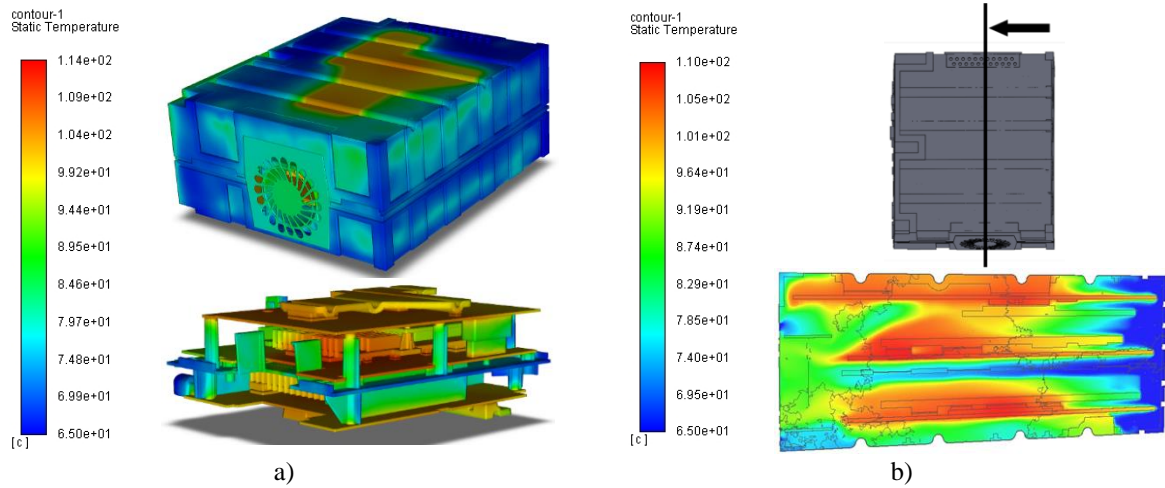 contour-1
Static Temperature
1.14e+02
1.09e+02
1.04e+02
9.92e+01
9.44e+01
8.95e+01
8.46e+01
7.97e+01
7.48e+01
6.99e+01
6.50e+01
[c]
a)
contour-1
Static Temperature
1.10e+02
1.05e+02
1.01e+02
9.64e+01
9.19e+01
8.74e+01
8.29e+01
7.85e+01
7.40e+01
6.95e+01
6.50e+01
[c]
b)